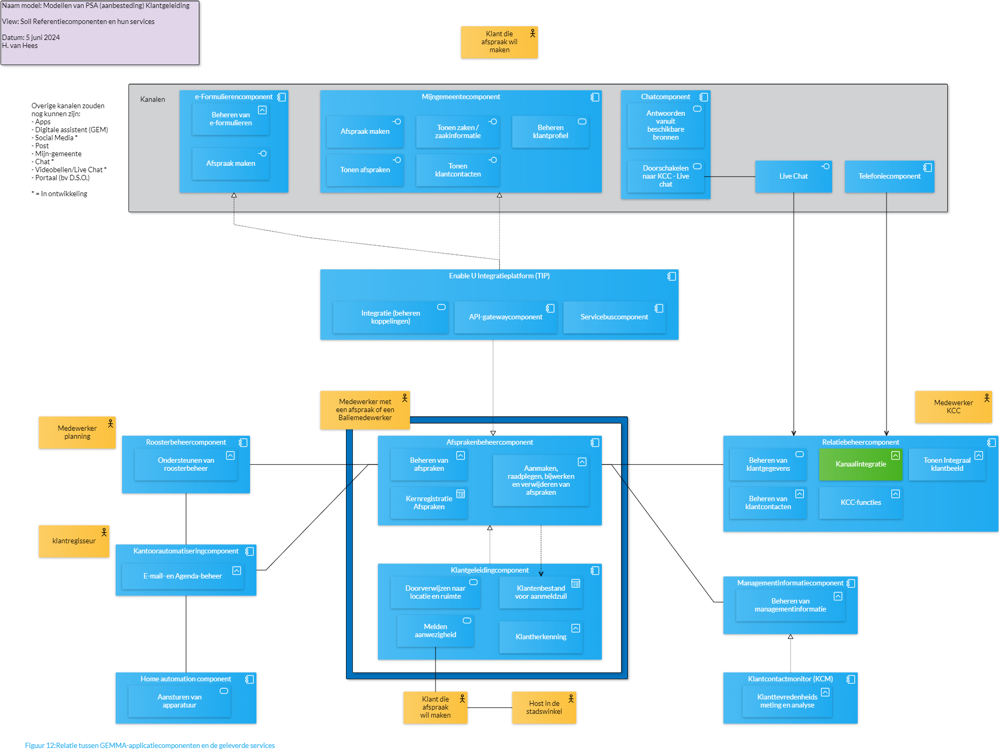 Naam model: Modellen van PSA (aanbesteding) Klantgeleiding
View: Soll Referentiecomponenten en hun services
Datum: 5 juni 2024
H. van Hees
Klant die
afspraak wil
maken
Overige kanalen zouden
nog kunnen zijn:
- Apps
- Digitale assistent (GEM)
- Social Media *
- Post
- Mijn-gemeente
- Chat *
- Videobellen/Live Chat *
- Portaal (bv D.S.O.)
* = In ontwikkeling
Kanalen
e-Formulierencomponent
Beheren van
e-formulieren
Afspraak maken
Mijngemeentecomponent
Afspraak maken
Tonen zaken /
zaakinformatie
Beheren
klantprofiel
Tonen afspraken
Tonen
klantcontacten
Chatcomponent
Antwoorden
vanuit
beschikbare
bronnen
Doorschakelen
naar KCC - Live
chat
Live Chat
Telefoniecomponent
Enable U Integratieplatform (TIP)
Integratie (beheren
koppelingen)
API-gatewaycomponent
Servicebuscomponent
Medewerker met
een afspraak of een
Baliemedewerker
Medewerker
KCC
Medewerker
planning
Roosterbeheercomponent
Ondersteunen van
roosterbeheer
Afsprakenbeheercomponent
Beheren van
afspraken
Aanmaken,
raadplegen, bijwerken
en verwijderen van
afspraken
Kernregistratie
Afspraken
Relatiebeheercomponent
Beheren van
klantgegevens
Kanaalintegratie
Tonen Integraal
klantbeeld
Beheren van
klantcontacten
KCC-functies
klantregisseur
Kantoorautomatiseringcomponent
E-mail- en Agenda-beheer
Klantgeleidingcomponent
Doorverwijzen naar
locatie en ruimte
Klantenbestand
voor aanmeldzuil
Melden
aanwezigheid
Klantherkenning
Managementinformatiecomponent
Beheren van
managementinformatie
Home automation component
Aansturen van
apparatuur
Klant die
afspraak
wil maken
Host in de
stadswinkel
Klantcontactmonitor (KCM)
Klanttevredenheids
meting en analyse
Figuur 12:Relatie tussen GEMMA-applicatiecomponenten en de geleverde services